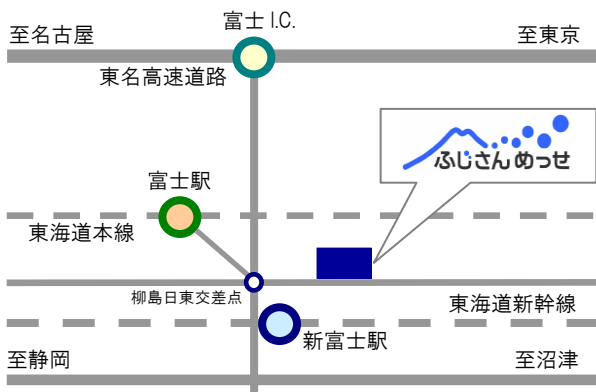 富士 I.C.
至名古屋
至東京
東名高速道路
ふじさんめっせ
富士駅
東海道本線
柳島日東交差点
東海道新幹線
新富士駅
至静岡
至沼津